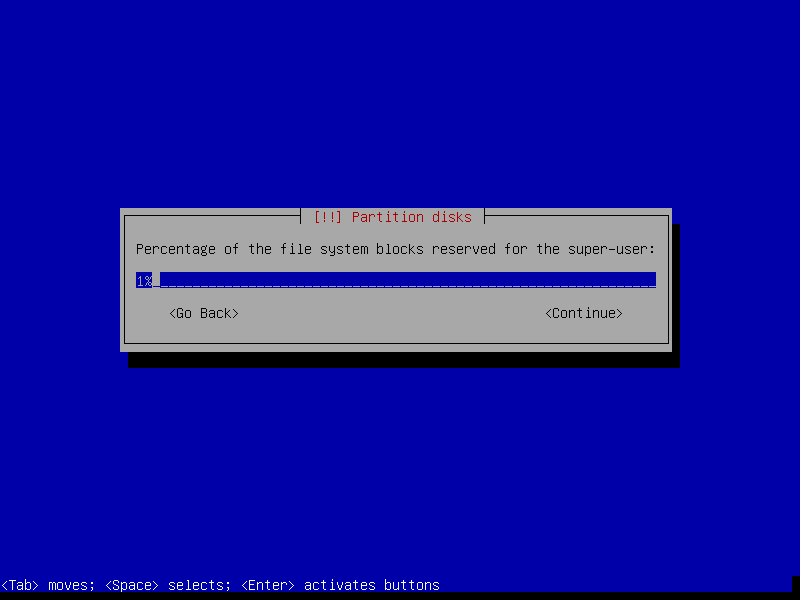 [!!] Partition disks
Percentage of the file system blocks reserved for the super-user:
1%
<Go Back> <Continue>
<Tab> moves; <Space> selects; <Enter> activates buttons